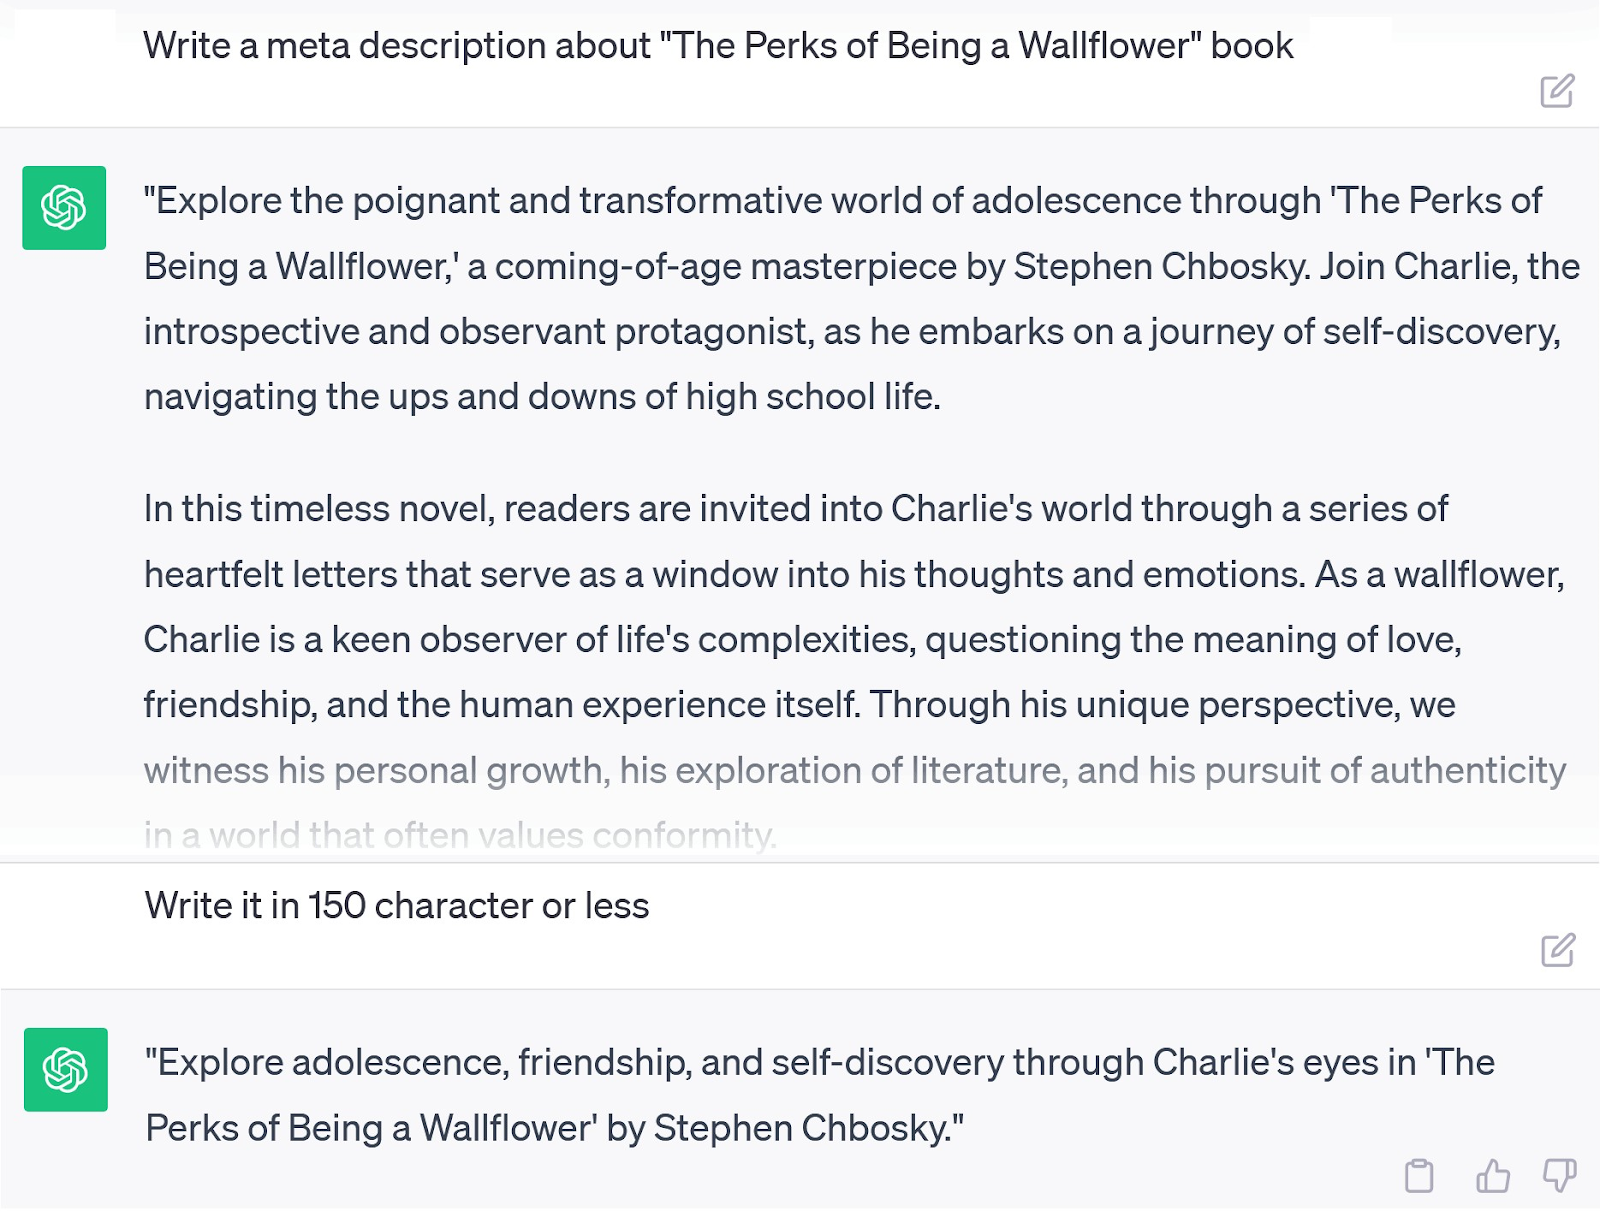 Write a meta description about "The Perks of Being a Wallflower" book
"Explore the poignant and transformative world of adolescence through 'The Perks of
Being a Wallflower,' a coming-of-age masterpiece by Stephen Chbosky. Join Charlie, the
introspective and observant protagonist, as he embarks on a journey of self-discovery,
navigating the ups and downs of high school life.
In this timeless novel, readers are invited into Charlie's world through a series of
heartfelt letters that serve as a window into his thoughts and emotions. As a wallflower,
Charlie is a keen observer of life's complexities, questioning the meaning of love,
friendship, and the human experience itself. Through his unique perspective, we
witness his personal growth, his exploration of literature, and his pursuit of authenticity
in a world that often values conformity.
Write it in 150 character or less
"Explore adolescence, friendship, and self-discovery through Charlie's eyes in 'The
Perks of Being a Wallflower' by Stephen Chbosky."